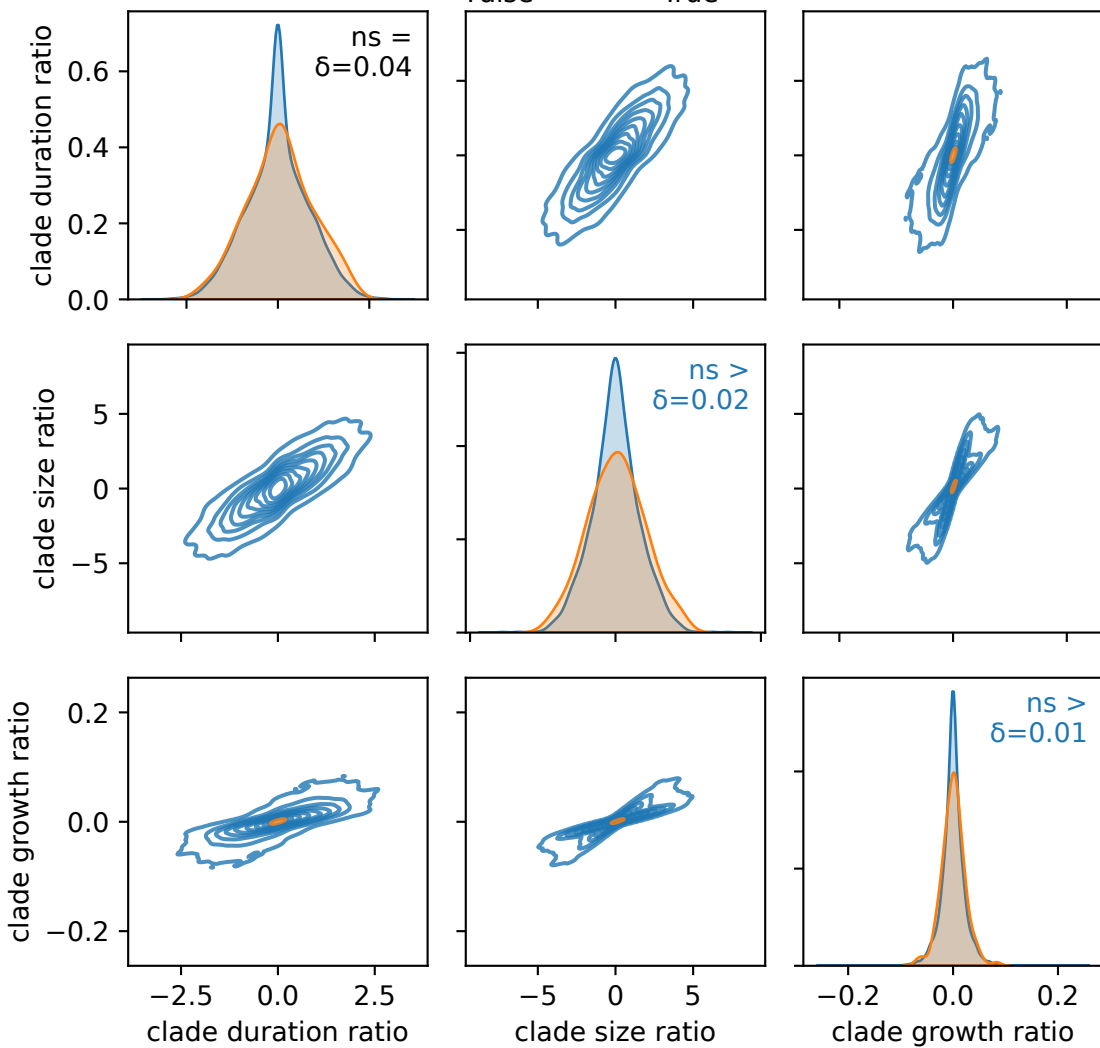 clade duration ratio
0.6
0.4
0.2
0.0
ns =
δ=0.04
clade size ratio
5
0
−5
ns >
δ=0.02
clade growth ratio
0.2
0.0
−0.2
ns >
δ=0.01
−2.5 0.0 2.5
−5 0 5
−0.2 0.0 0.2
clade duration ratio
clade size ratio
clade growth ratio